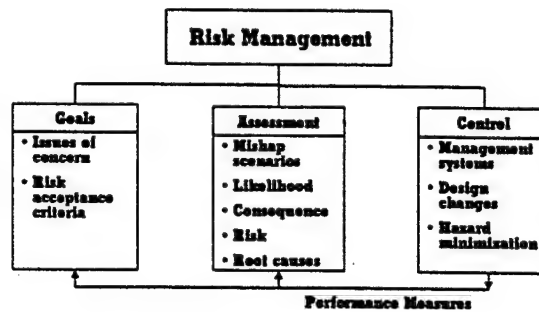 Risk Management
Goals
• Issues of
concern
• Risk
acceptance
criteria
Assessment
• Mishap
scenarios
• Likelihood
• Consequence
• Risk
• Root causes
Control
• Management
systems
• Design
changes
• Hazard
minimization
Performance Measures